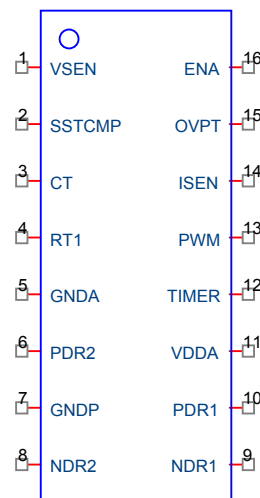 1 VSEN ENA 16
2 SSTCMP OVPT 15
3 CT ISEN 14
4 RT1 PWM 13
5 GNDA TIMER 12
6 PDR2 VDDA 11
7 GNDP PDR1 10
8 NDR2 NDR1 9